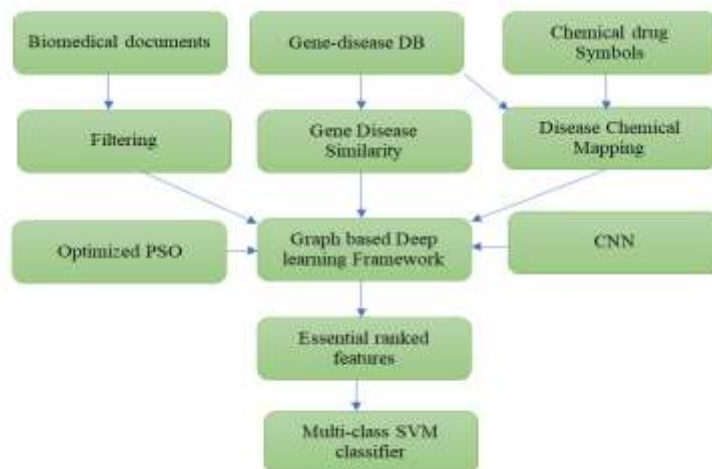 Biomedical documents
Gene-disease DB
Chemical drug
Symbols
Filtering
Gene Disease
Similarity
Disease Chemical
Mapping
Optimized PSO
Graph based Deep
learning Framework
CNN
Essential ranked
features
Multi-class SVM
classifier